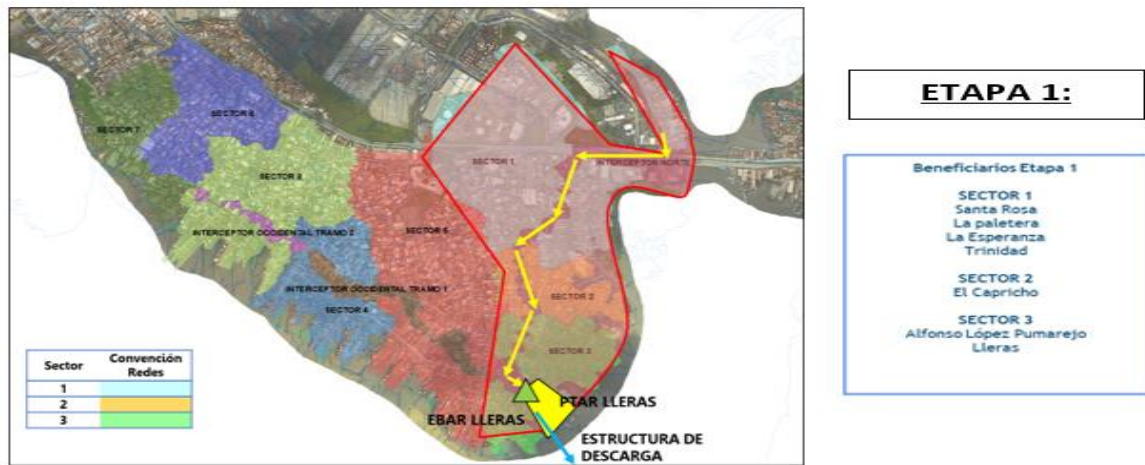 SECTOR 7
SECTOR 6
SECTOR 1
INTERCEPTOR NORTE
SECTOR 8
INTERCEPTOR OCCIDENTAL TRAMO 2
SECTOR 5
INTERCEPTOR OCCIDENTAL TRAMO 1
SECTOR 4
SECTOR 2
SECTOR 3
PTAR LLERAS
EBAR LLERAS
ESTRUCTURA DE
DESCARGA
Sector Convención
Redes
1
2
3
ETAPA 1:
Beneficiarios Etapa 1
SECTOR 1
Santa Rosa
La paletera
La Esperanza
Trinidad
SECTOR 2
El Capricho
SECTOR 3
Alfonso López Pumarejo
Lleras